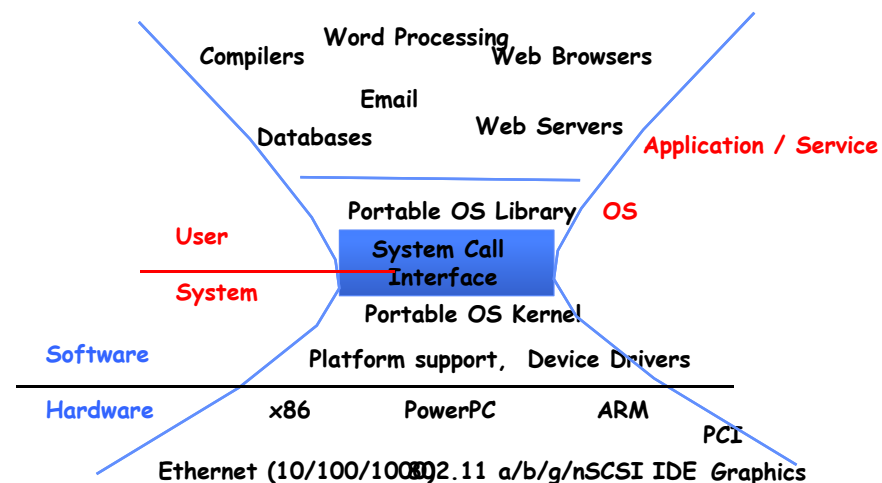 Word Processing
Compilers
Web Browsers
Email
Web Servers
Databases
Application / Service
Portable OS Library
OS
User
System Call
Interface
System
Portable OS Kernel
Software
Platform support, Device Drivers
Hardware
x86
PowerPC
ARM
PCI
Ethernet (10/100/1000)
802.11 a/b/g/n
SCSI
IDE
Graphics